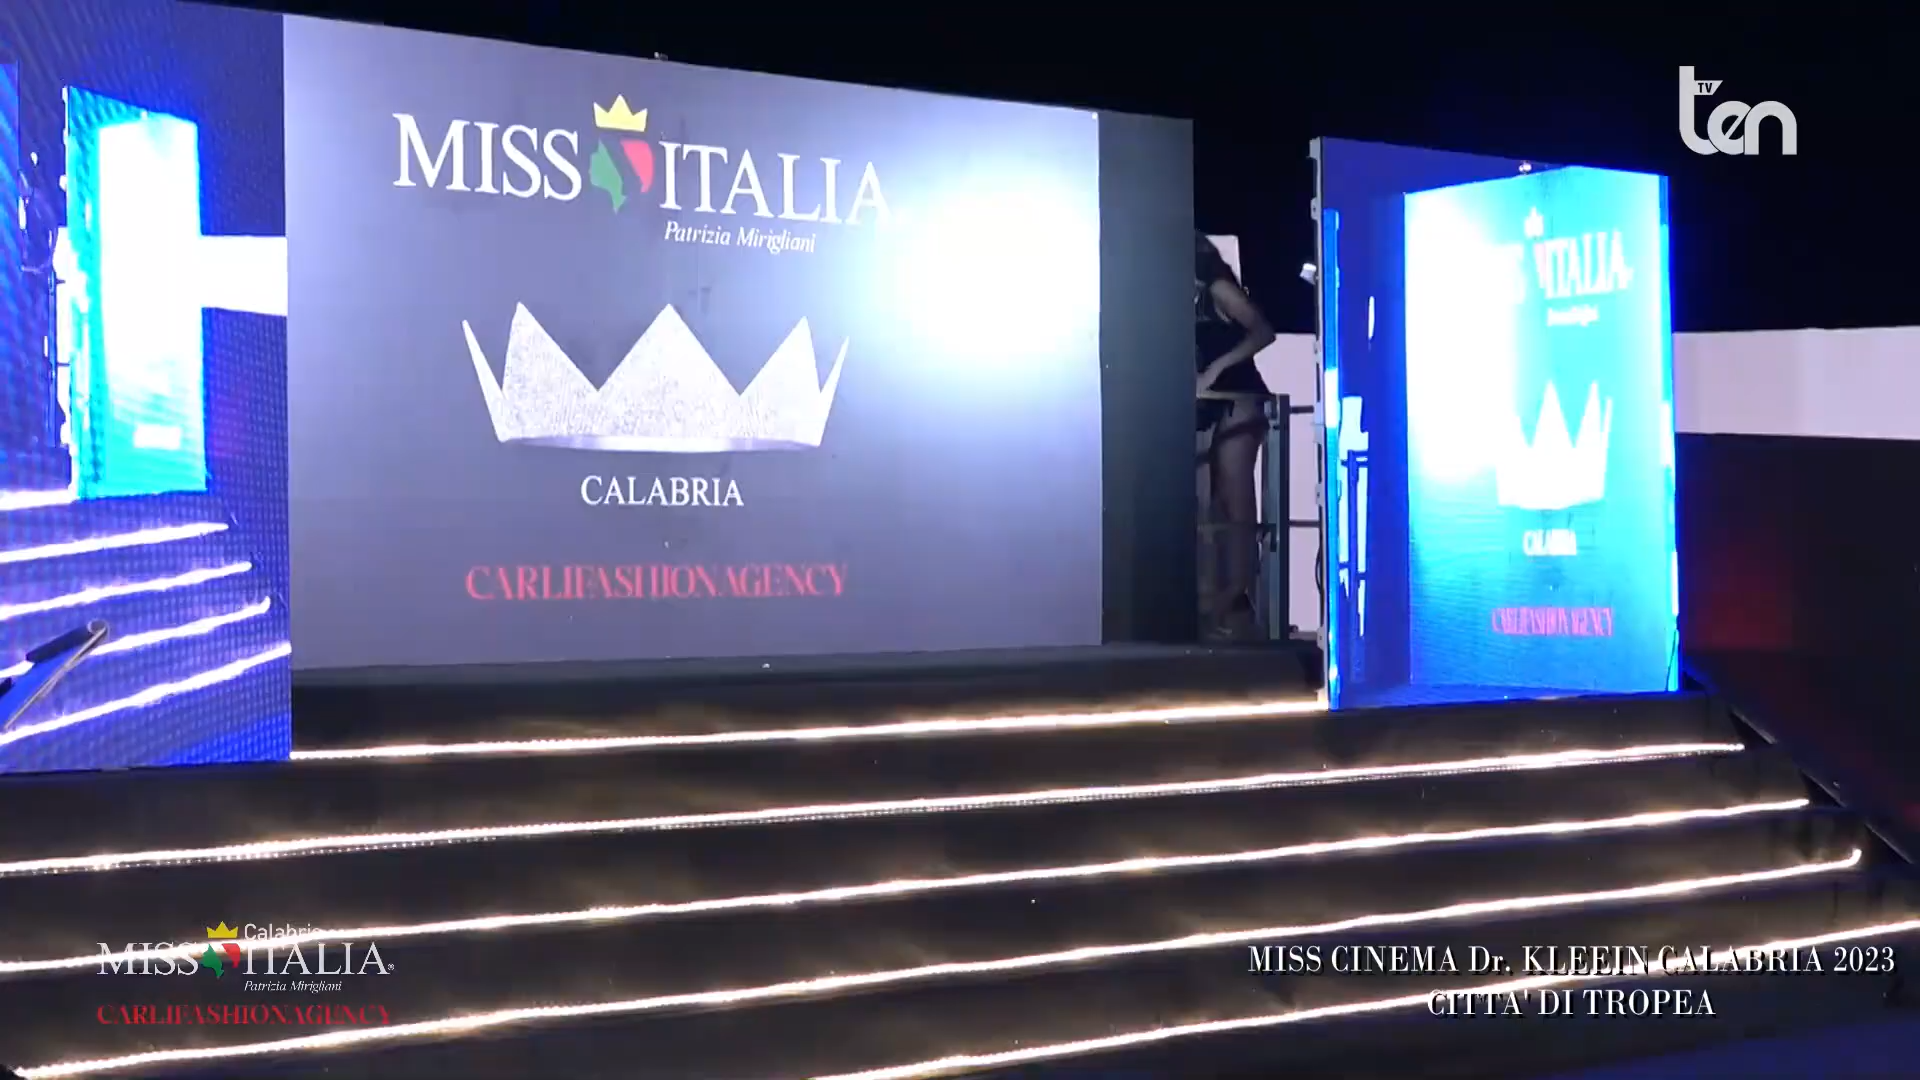 TV
ten
MISS ITALIA
Patrizia Mirigliani
CALABRIA
CARLIFASHIONAGENCY
ITALIA
CALABRIA
CARLIFASHIONAGENCY
Calabria
MISS ITALIA
Patrizia Mirigliani
CARLIFASHIONAGENCY
MISS CINEMA Dr. KLEEIN CALABRIA 2023
CITTA' DI TROPEA